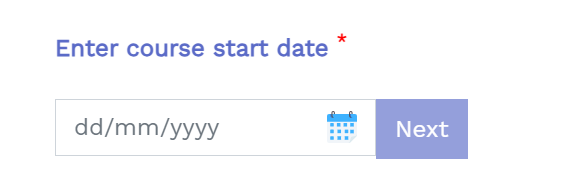 Enter course start date *
dd/mm/yyyy
Next